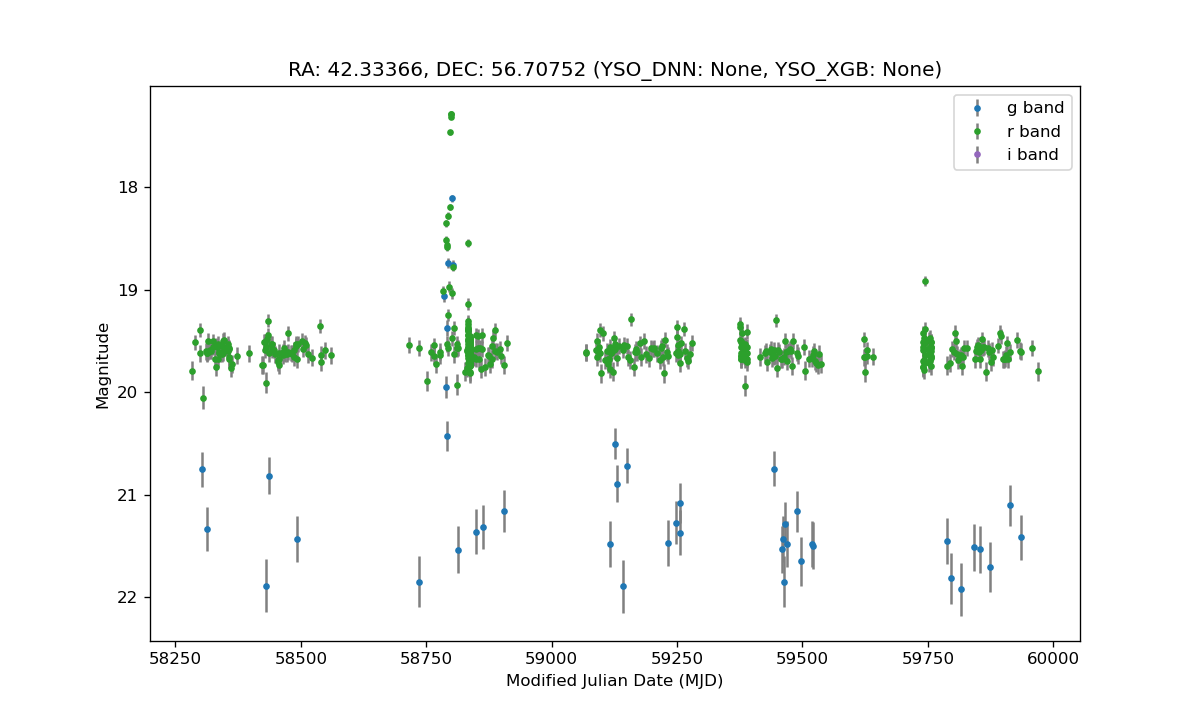 RA: 42.33366, DEC: 56.70752 (YSO_DNN: None, YSO_XGB: None)
g band
r band
i band
18
19
20
21
22
Magnitude
58250 58500 58750 59000 59250 59500 59750 60000
Modified Julian Date (MJD)